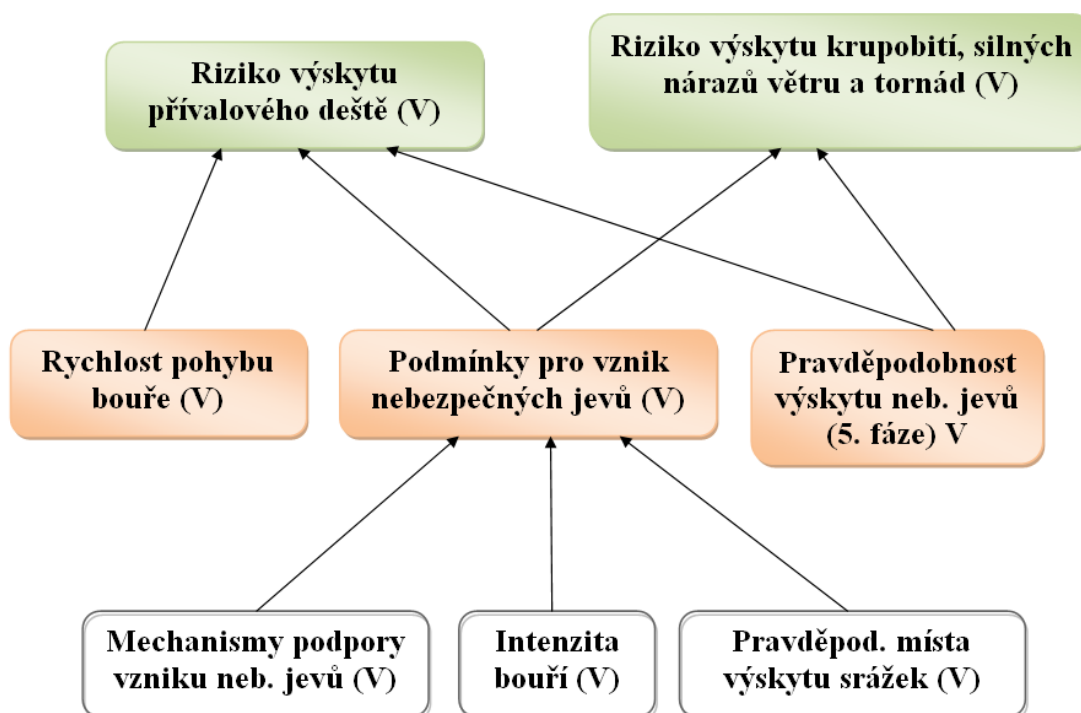 Riziko výskytu
přívalového deště (V)
Riziko výskytu krupobití, silných
nárazů větru a tornád (V)
Rychlost pohybu
bouře (V)
Podmínky pro vznik
nebezpečných jevů (V)
Pravděpodobnost
výskytu neb. jevů
(5. fáze) V
Mechanismy podpory
vzniku neb. jevů (V)
Intenzita
bouří (V)
Pravděpod. místa
výskytu srážek (V)